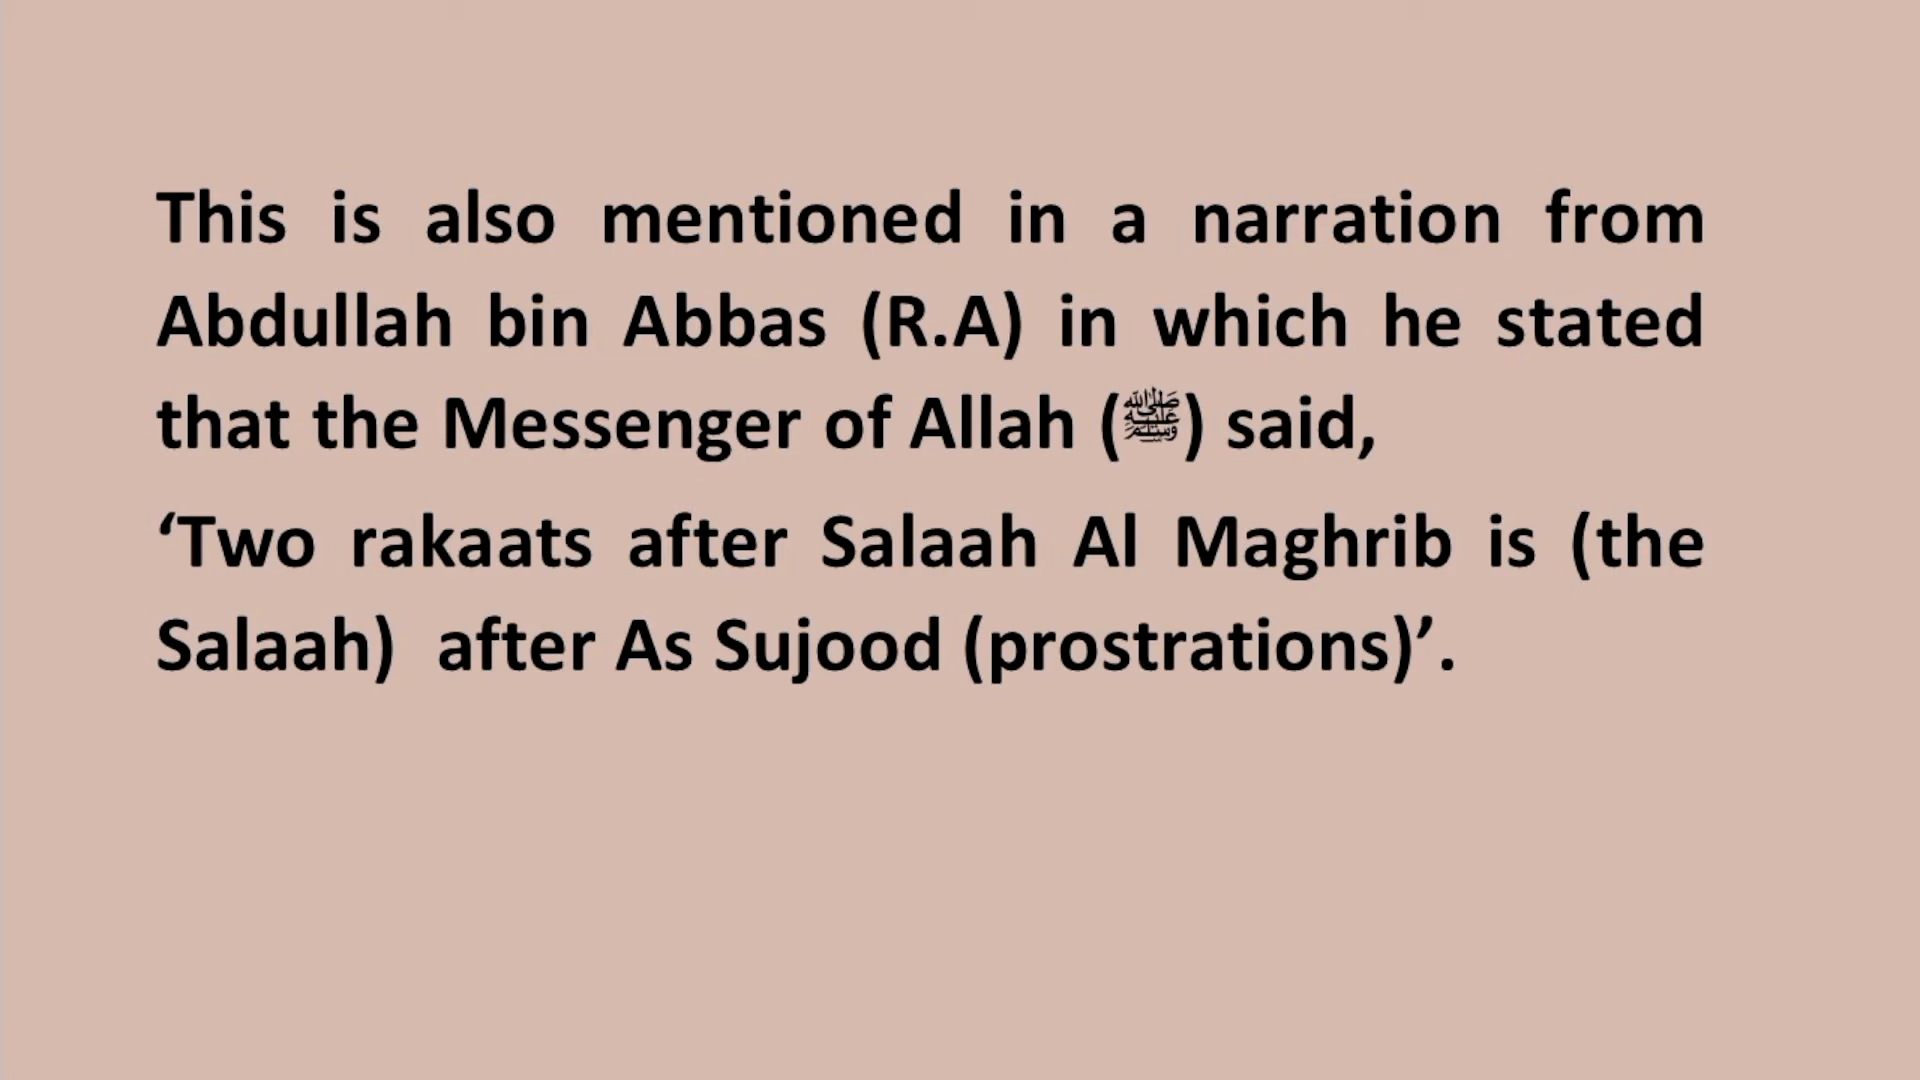 This is also mentioned in a narration from
Abdullah bin Abbas (R.A) in which he stated
that the Messenger of Allah (ﷺ) said,
‘Two rakaats after Salaah Al Maghrib is (the
Salaah)  after As Sujood (prostrations)’.